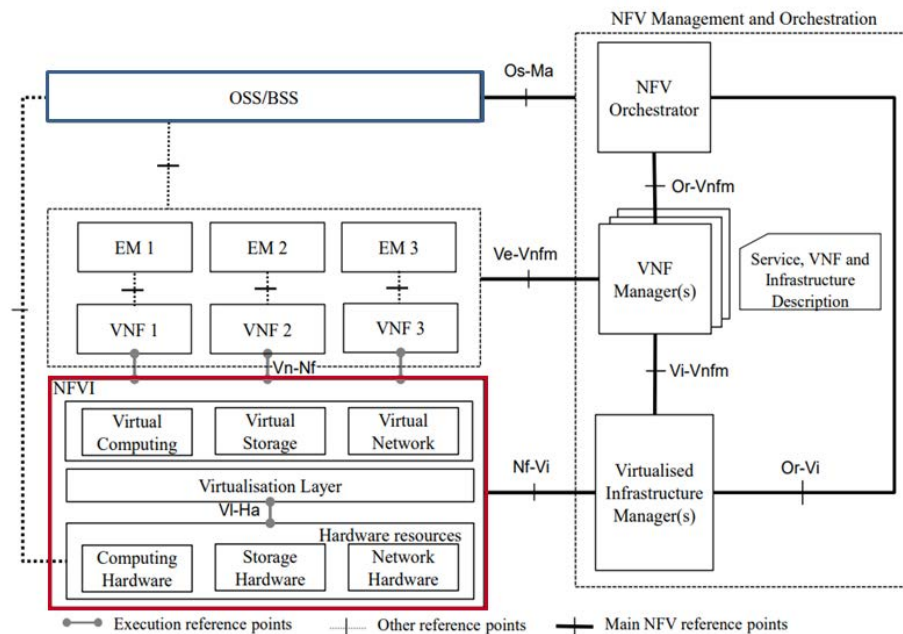 NFV Management and Orchestration
Os-Ma
OSS/BSS
NFV
Orchestrator
Or-Vnfm
EM 1
EM 2
EM 3
Ve-Vnfm
VNF
Manager(s)
Service, VNF and
Infrastructure
Description
VNF 1
VNF 2
VNF 3
Vn-Nf
Vi-Vnfm
NFVI
Virtual
Computing
Virtual
Storage
Virtual
Network
Nf-Vi
Virtualised
Infrastructure
Manager(s)
Or-Vi
Virtualisation Layer
Vl-Ha
Hardware resources
Computing
Hardware
Storage
Hardware
Network
Hardware
Execution reference points
Other reference points
Main NFV reference points